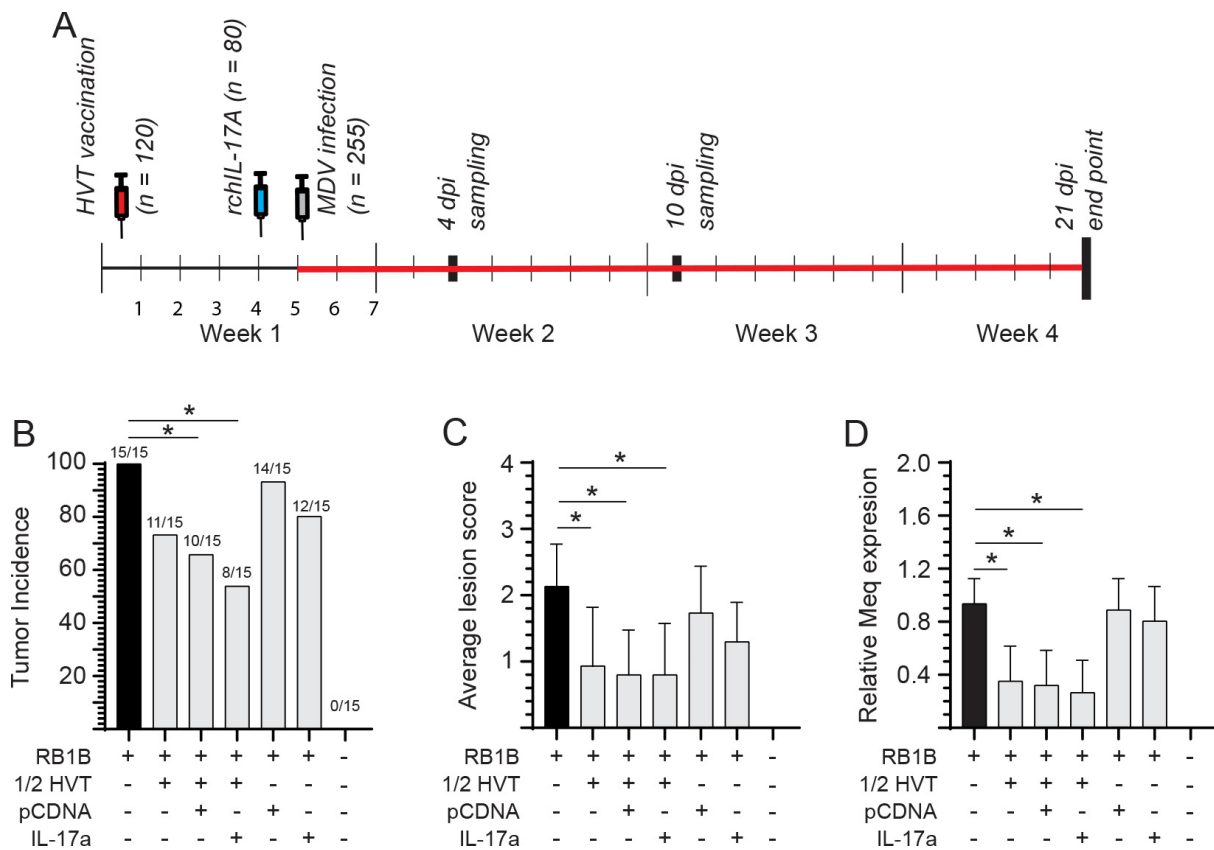 A
HVT vaccination
(n = 120)
rchIL-17A (n = 80)
MDV infection
(n = 255)
4 dpi
sampling
10 dpi
sampling
21 dpi
end point
1 2 3 4 5 6 7
Week 1 Week 2 Week 3 Week 4
B
Tumor Incidence
100
80
60
40
20
* 
*
15/15
11/15
10/15
8/15
14/15
12/15
0/15
RB1B + + + + + + -
1/2 HVT - + + + - - -
pCDNA - - + - + - -
IL-17a - - - + - + -
C
Average lesion score
4
3
2
1
*
*
*
RB1B + + + + + + -
1/2 HVT - + + + - - -
pCDNA - - + - + - -
IL-17a - - - + - + -
D
Relative Meq expresion
2.0
1.6
1.2
0.8
0.4
*
*
*
RB1B + + + + + + -
1/2 HVT - + + + - - -
pCDNA - - + - + - -
IL-17a - - - + - + -